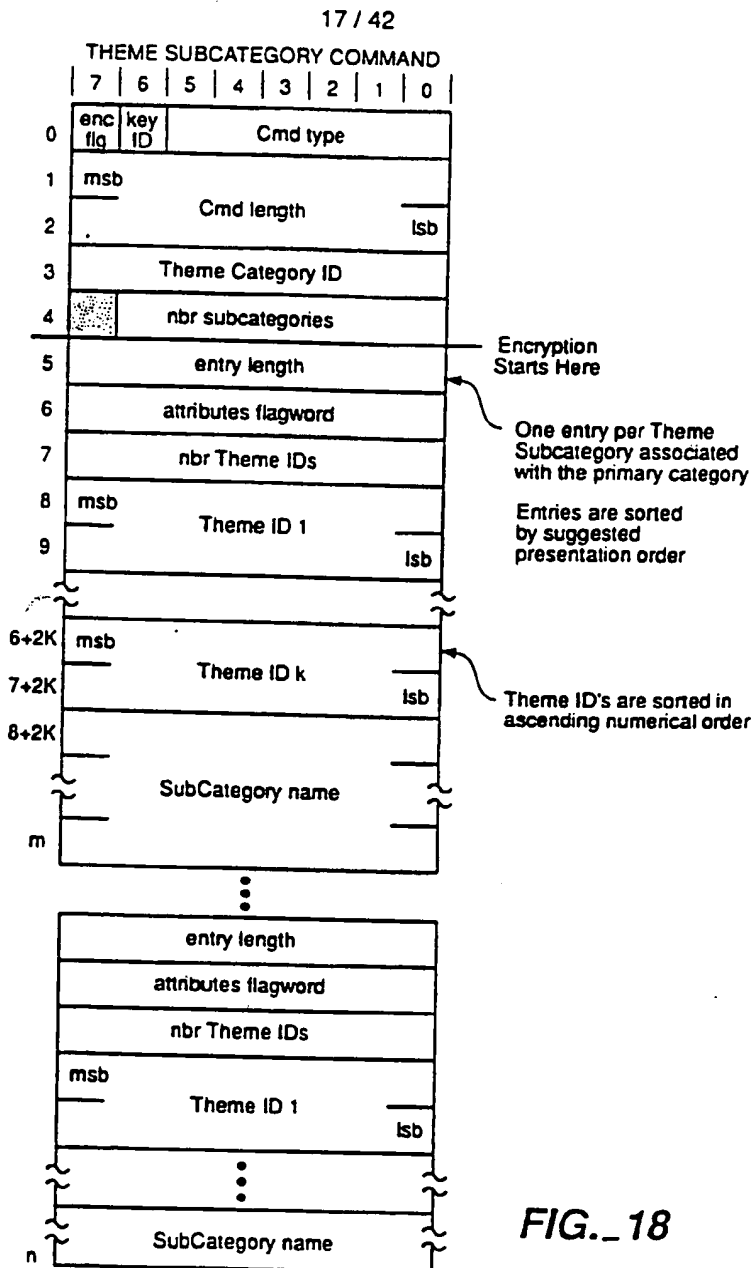 17 / 42
THEME SUBCATEGORY COMMAND
7 6 5 4 3 2 1 0
0 enc flg key ID Cmd type
1 msb
Cmd length
2 lsb
3 Theme Category ID
4 nbr subcategories
Encryption
Starts Here
5 entry length
6 attributes flagword
One entry per Theme
Subcategory associated
with the primary category
7 nbr Theme IDs
8 msb
Theme ID 1
Entries are sorted
by suggested
presentation order
9 lsb
6+2K msb
Theme ID k
7+2K lsb
Theme ID's are sorted in
ascending numerical order
8+2K
SubCategory name
m
entry length
attributes flagword
nbr Theme IDs
msb
Theme ID 1
lsb
SubCategory name
n
FIG._18